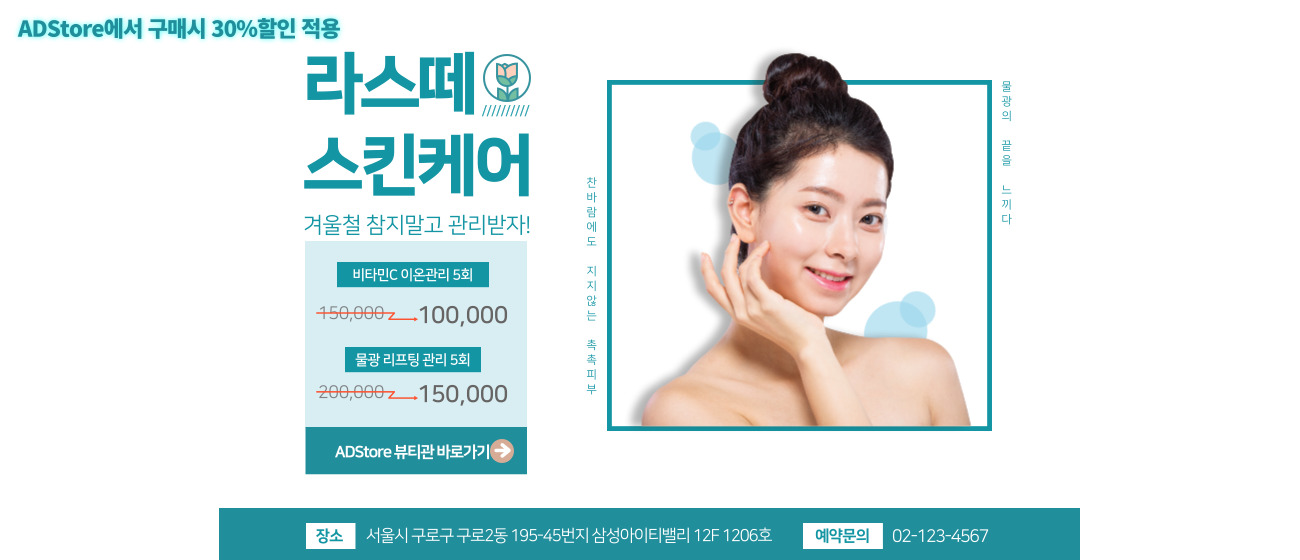 ADStore에서 구매시 30%할인 적용
라스떼
스킨케어
겨울철 참지말고 관리받자!
비타민C 이온관리 5회
150,000 100,000
물광 리프팅 관리 5회
200,000 150,000
ADStore 뷰티관 바로가기
찬바람에도 지지않는 촉촉피부
물광의 끝을 느끼다
장소 서울시 구로구 구로2동 195-45번지 삼성아이티밸리 12F 1206호 예약문의 02-123-4567